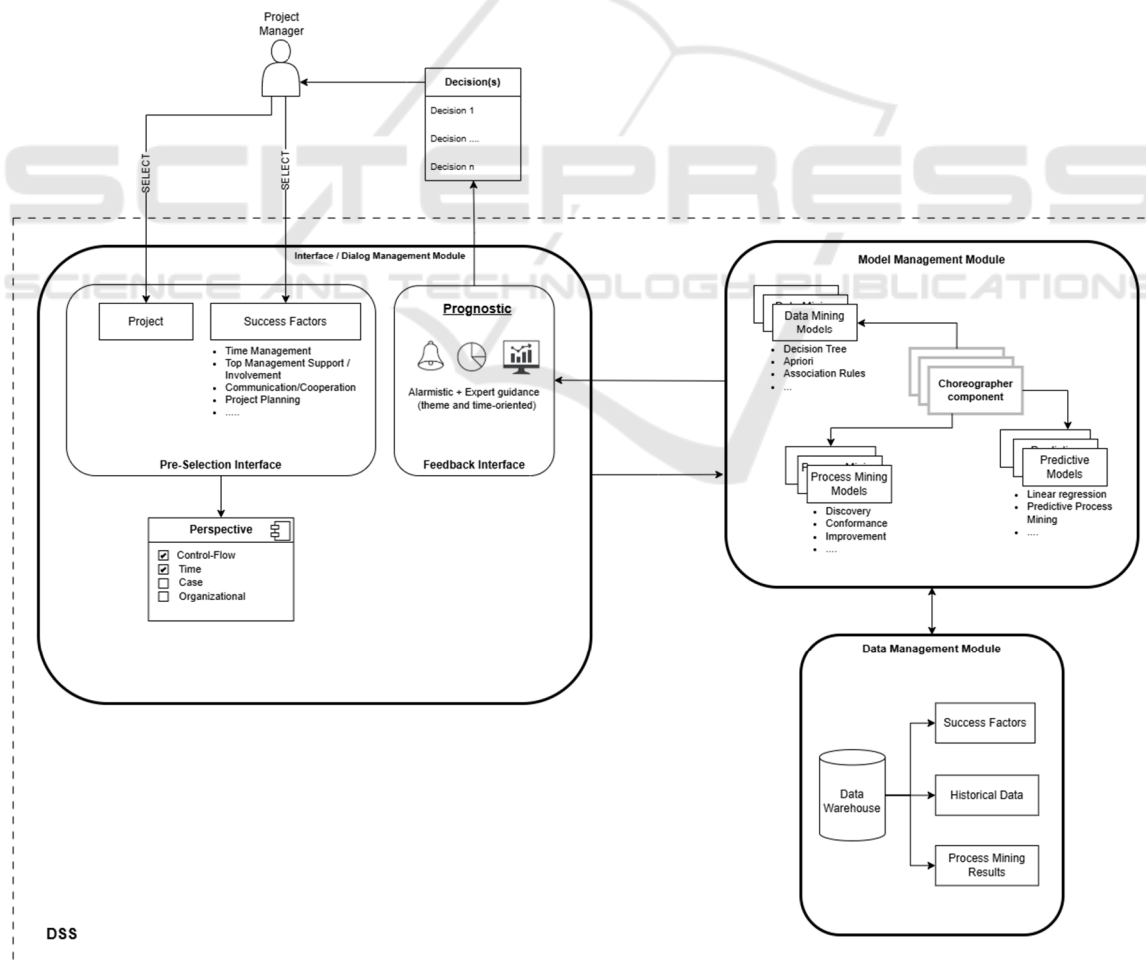 Project
Manager
Decision(s)
Decision 1
Decision ....
Decision n
SELECT
SELECT
SCITEPRESS
SCIENCE AND TECHNOLOGY PUBLICATIONS
Interface / Dialog Management Module
Project
Success Factors
• Time Management
• Top Management Support /
Involvement
• Communication/Cooperation
• Project Planning
• .....
Pre-Selection Interface
Prognostic
Alarmistic + Expert guidance
(theme and time-oriented)
Feedback Interface
Perspective
Control-Flow
Time
Case
Organizational
Model Management Module
Data Mining
Models
• Decision Tree
• Apriori
• Association Rules
• ...
Choreographer
component
Process Mining
Models
• Discovery
• Conformance
• Improvement
• ....
Predictive
Models
• Linear regression
• Predictive Process
Mining
• ....
Data Management Module
Data
Warehouse
Success Factors
Historical Data
Process Mining
Results
DSS